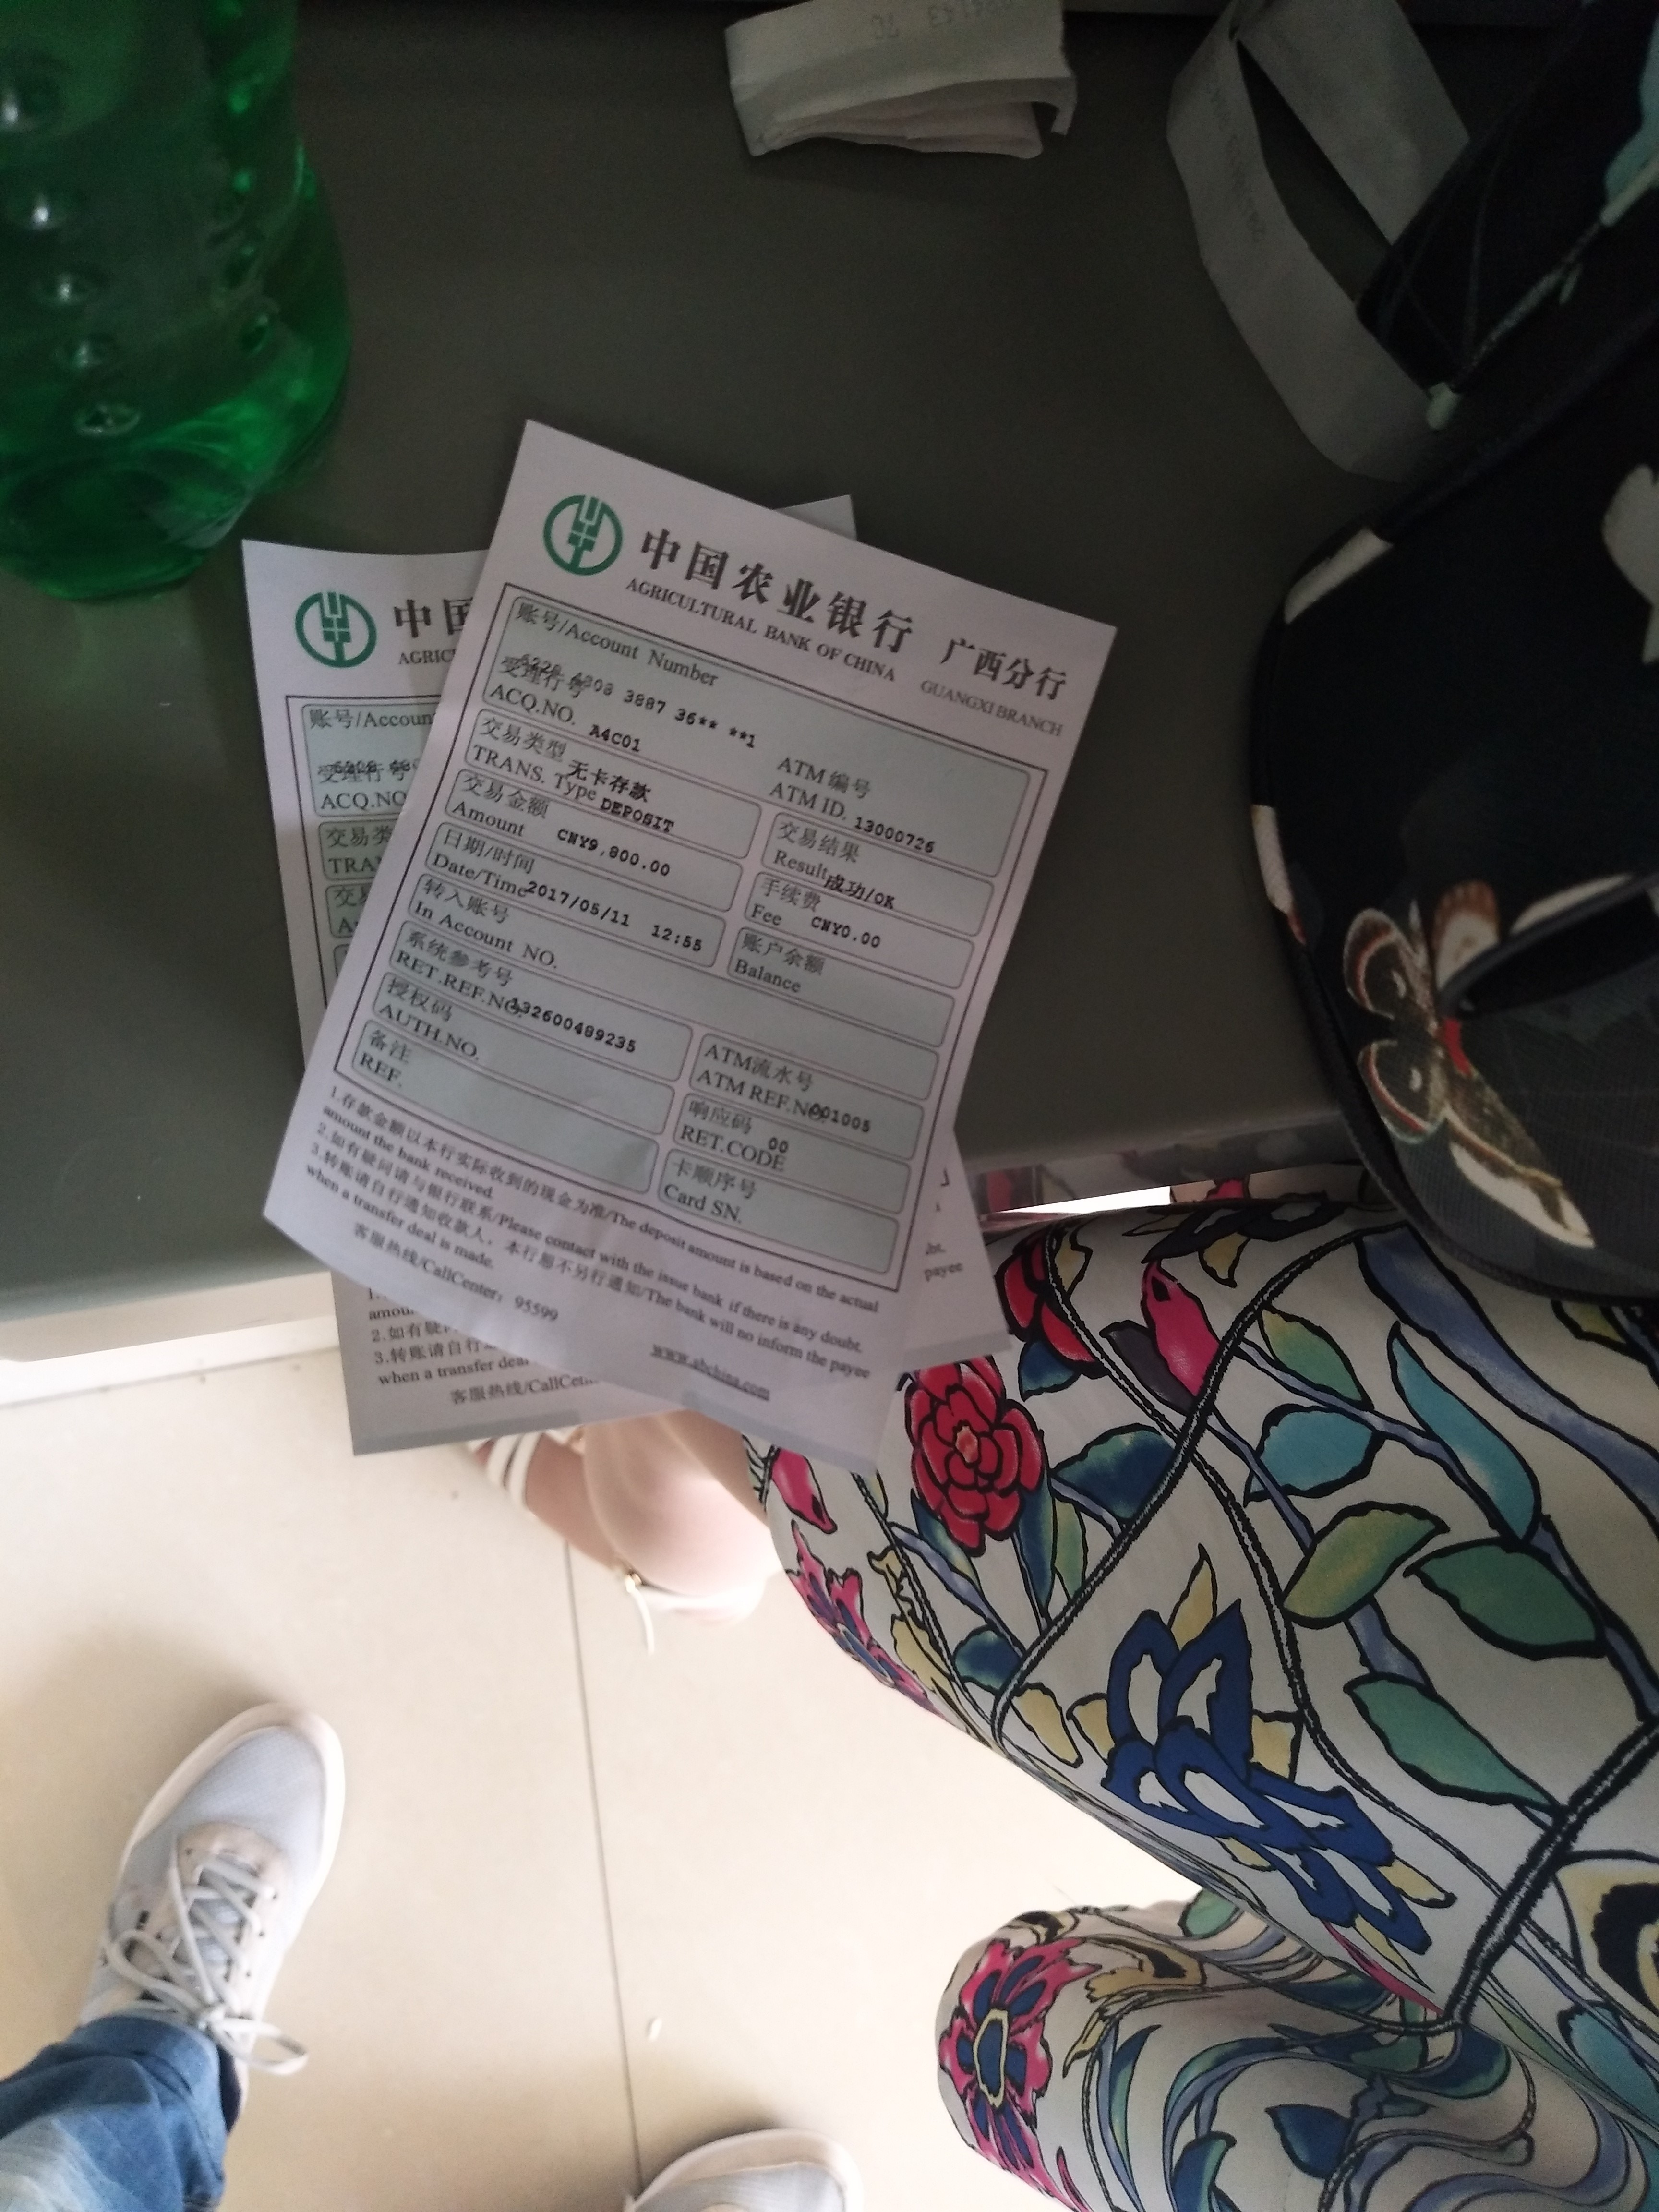 中国农业银行 广西分行
AGRICULTURAL BANK OF CHINA GUANGXI BRANCH
账号/Account Number
6228 4808 3887 36** **1
受理行号
ACQ.NO. A4C01
ATM 编号
ATM ID. 13000726
交易类型 无卡存款
TRANS. Type DEPOSIT
交易结果
Result 成功/OK
交易金额
Amount CNY9,800.00
手续费
Fee CNY0.00
日期/时间
Date/Time 2017/05/11 12:55
账户余额
Balance
转入账号
In Account NO.
系统参考号
RET.REF.NO. 132600489235
ATM流水号
ATM REF.NO. 001005
授权码
AUTH.NO.
响应码 00
RET.CODE
备注
REF.
卡顺序号
Card SN.
1.存款金额以本行实际收到的现金为准/The deposit amount is based on the actual
amount the bank received.
2.如有疑问请与银行联系/Please contact with the issue bank if there is any doubt.
3.转账请自行通知收款人，本行恕不另行通知/The bank will no inform the payee
when a transfer deal is made.
客服热线/CallCenter：95599
www.abchina.com
中国
AGRIC
账号/Accoun
受理行号
ACQ.NO
交易类
TRA
交易
amou
2.如有疑
3.转账请自行
when a transfer deal
客服热线/CallCen
payee